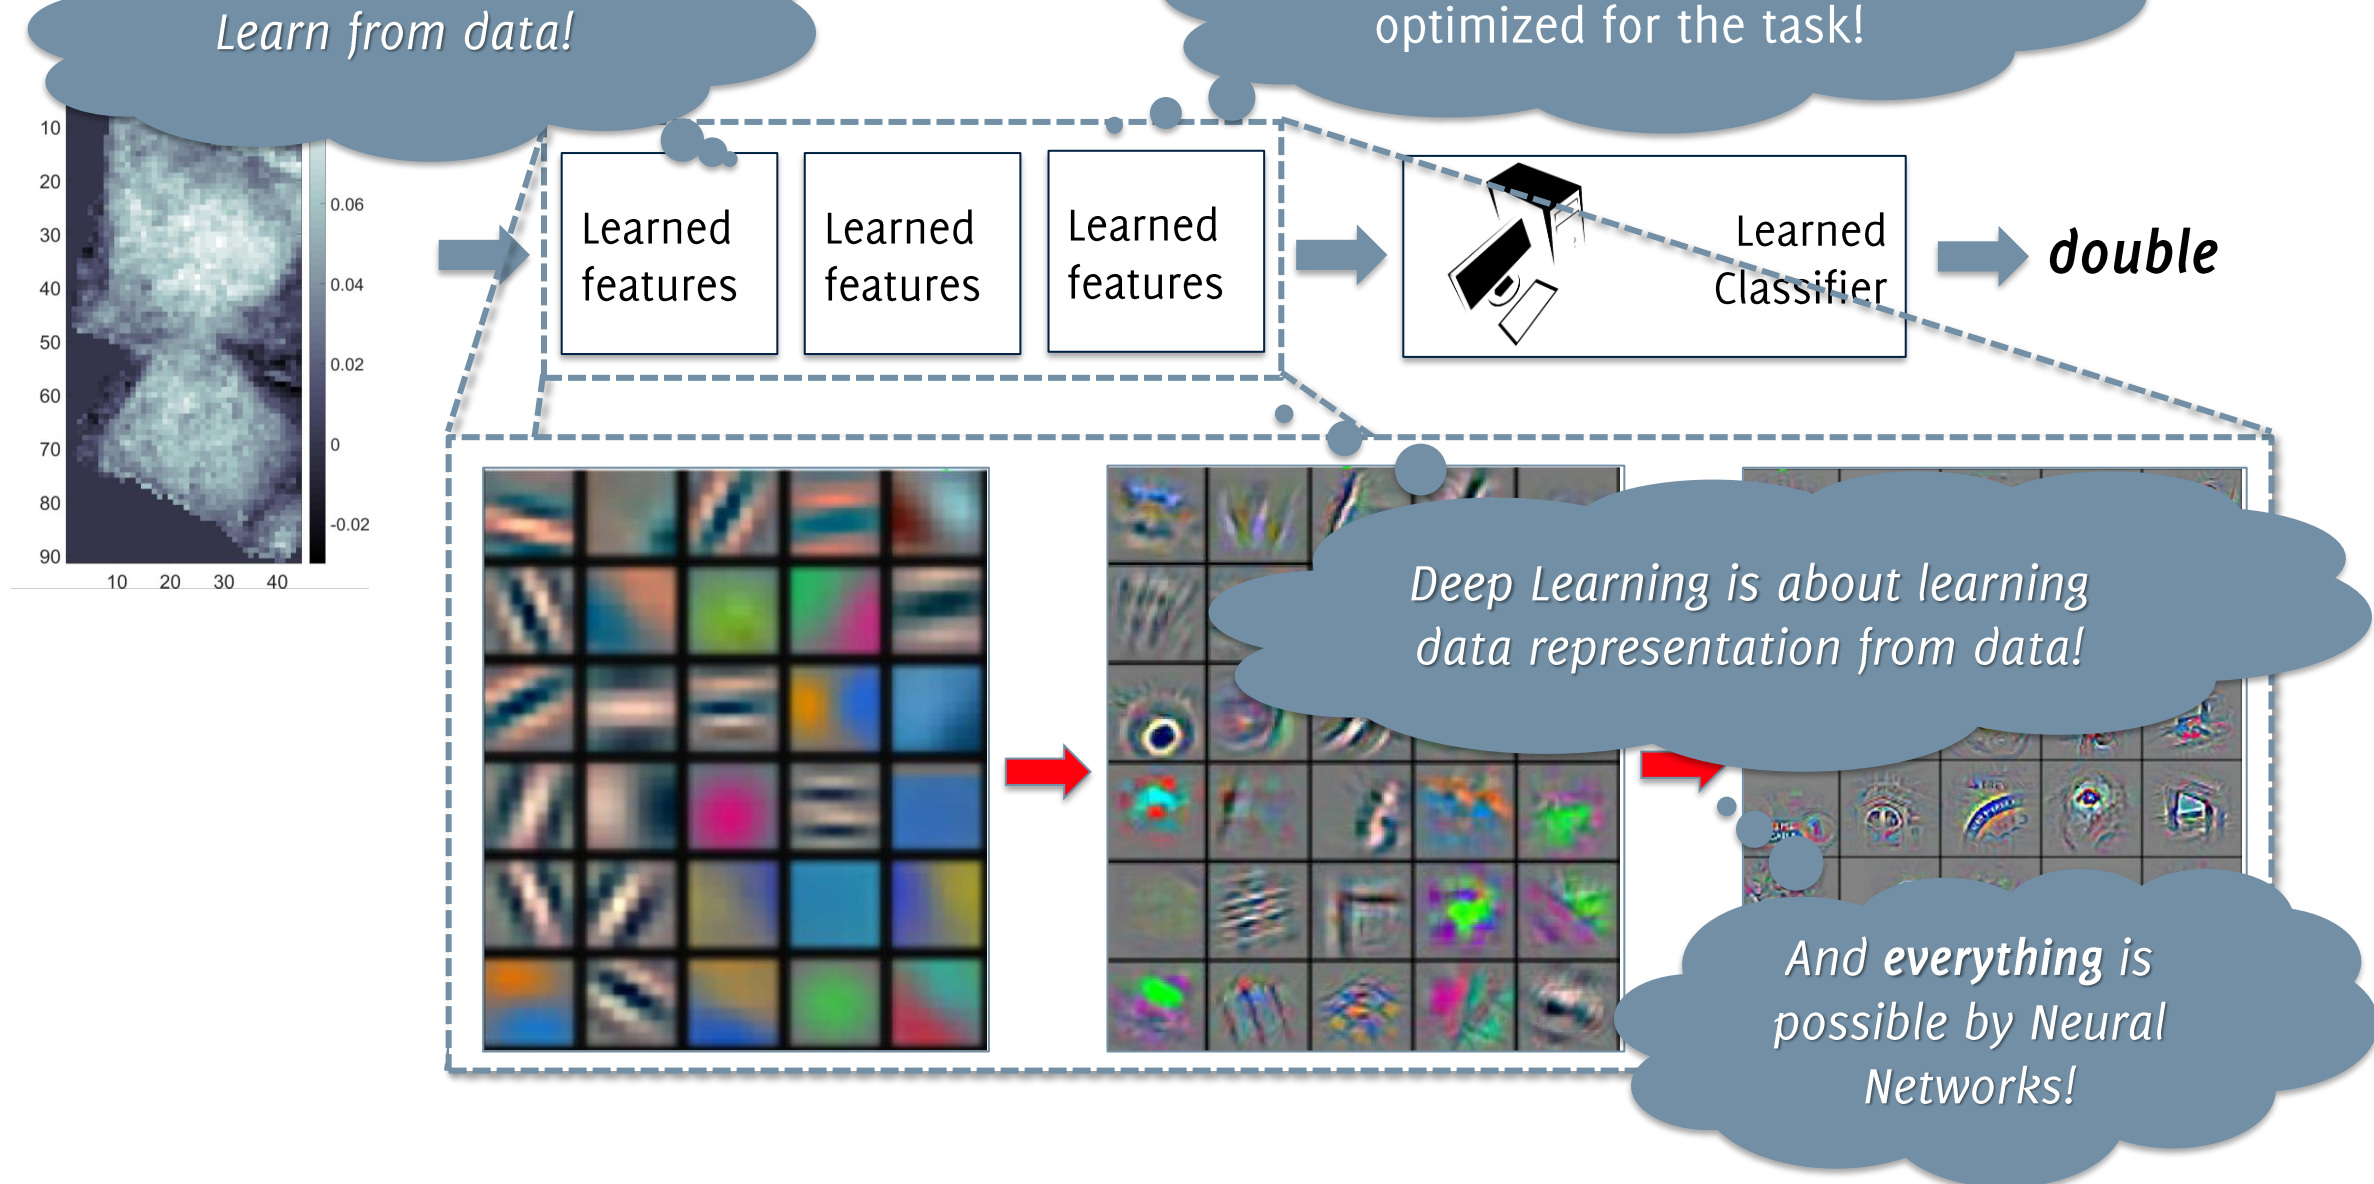 Learn from data!
optimized for the task!
10
20
30
40
50
60
70
80
90
10 20 30 40
0.06
0.04
0.02
0
-0.02
Learned
features
Learned
features
Learned
features
Learned
Classifier
double
Deep Learning is about learning
data representation from data!
And everything is
possible by Neural
Networks!